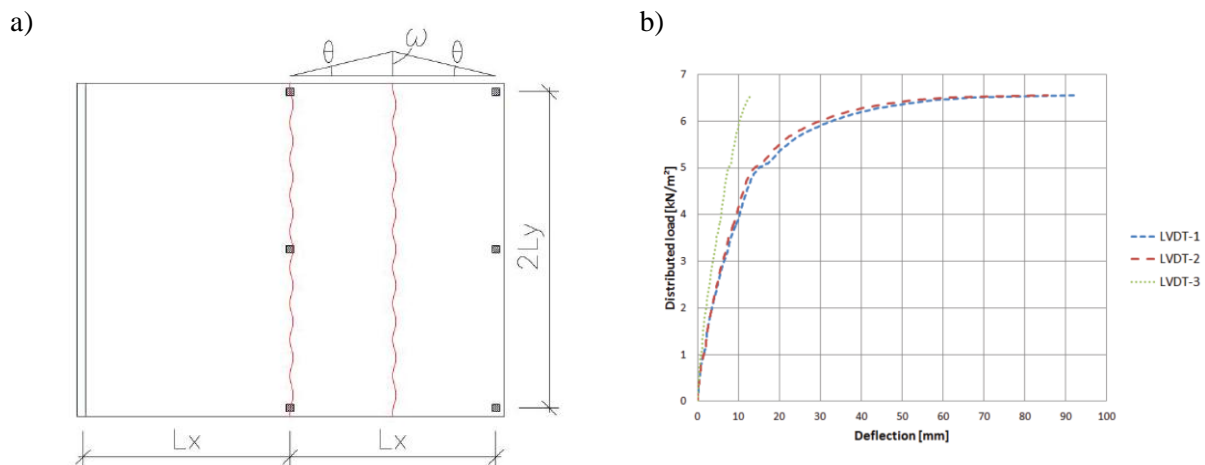 a)
θ
ω
θ
2Ly
Lx
Lx
b)
Distributed load [kN/m²]
7
6
5
4
3
2
1
0
0 10 20 30 40 50 60 70 80 90 100
Deflection [mm]
LVDT-1
LVDT-2
LVDT-3